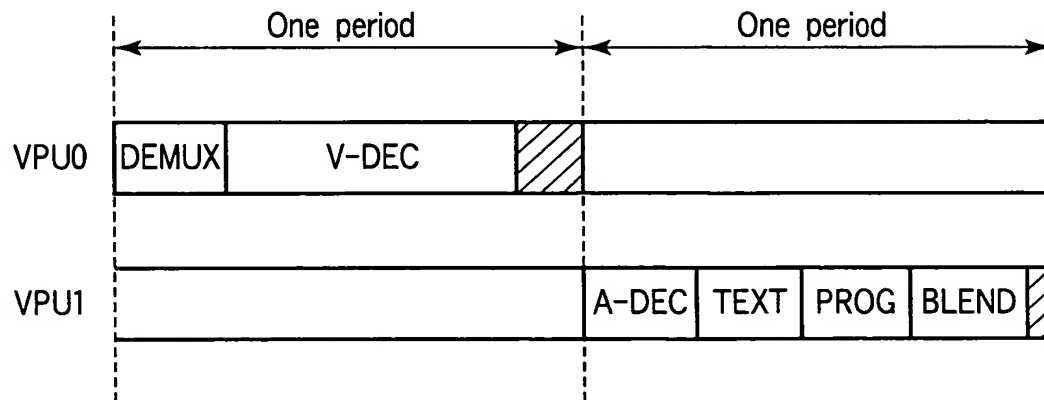 One period One period
VPU0 DEMUX V-DEC
VPU1 A-DEC TEXT PROG BLEND